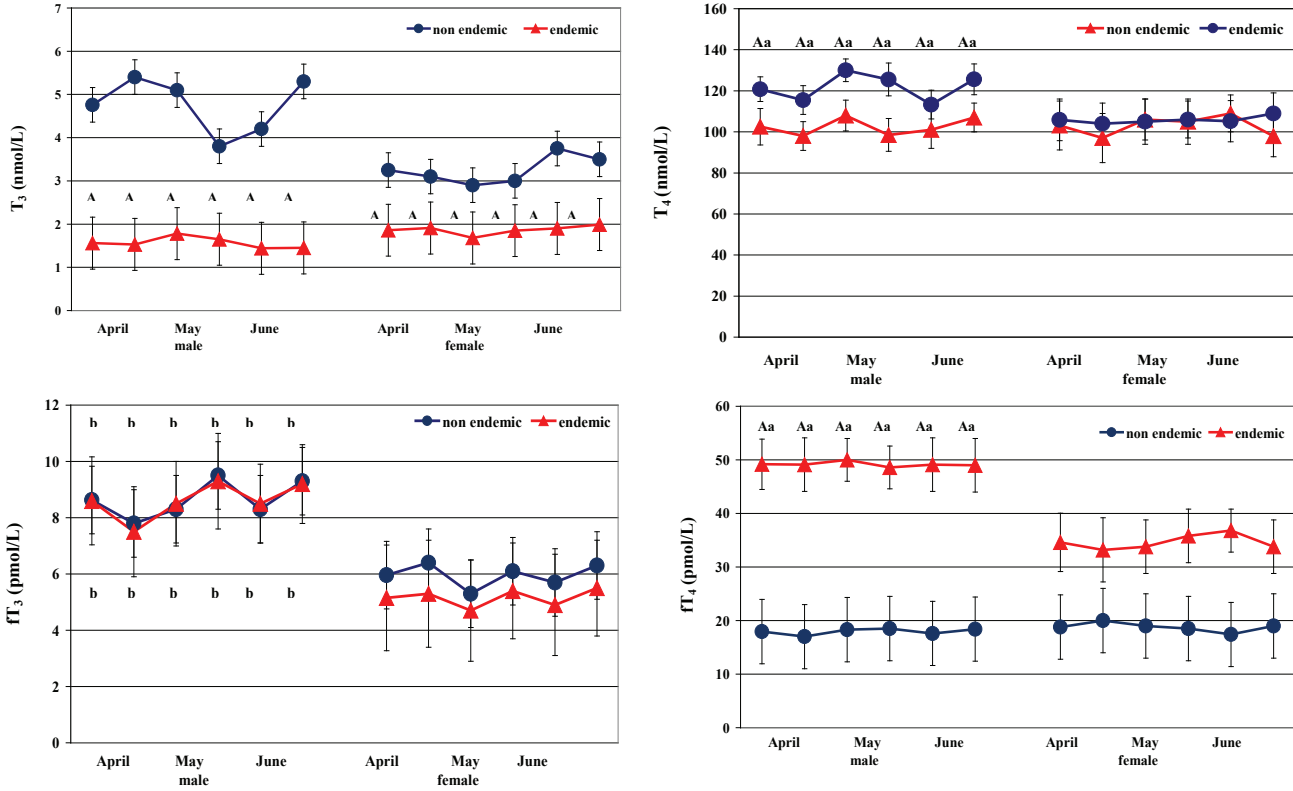 7
6
5
4
3
2
1
0
T3 (nmol/L)
non endemic endemic
A A A A A A
A A A A A A
April May June April May June
male female
160
140
120
100
80
60
40
20
0
T4 (nmol/L)
non endemic endemic
Aa Aa Aa Aa Aa Aa
April May June April May June
male female
12
10
8
6
4
2
0
fT3 (pmol/L)
non endemic endemic
b b b b b b
b b b b b b
April May June April May June
male female
60
50
40
30
20
10
0
fT4 (pmol/L)
non endemic endemic
Aa Aa Aa Aa Aa Aa
April May June April May June
male female